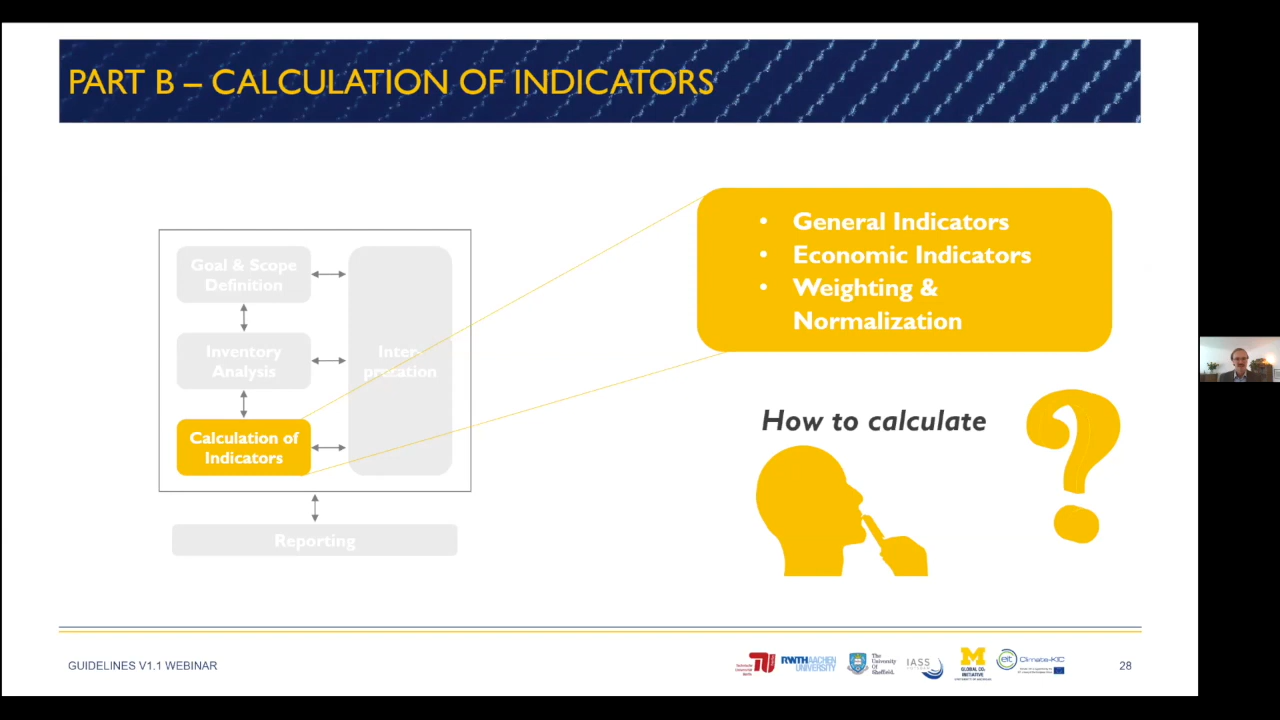 PART B – CALCULATION OF INDICATORS
Goal & Scope
Definition
Inventory
Analysis
Calculation of
Indicators
Inter-
pretation
Reporting
• General Indicators
• Economic Indicators
• Weighting &
Normalization
How to calculate
?
GUIDELINES V1.1 WEBINAR
RWTH AACHEN
UNIVERSITY
The
University
Of
Sheffield.
IASS
M
GLOBAL CO₂
INITIATIVE
eit
Climate-KIC
28